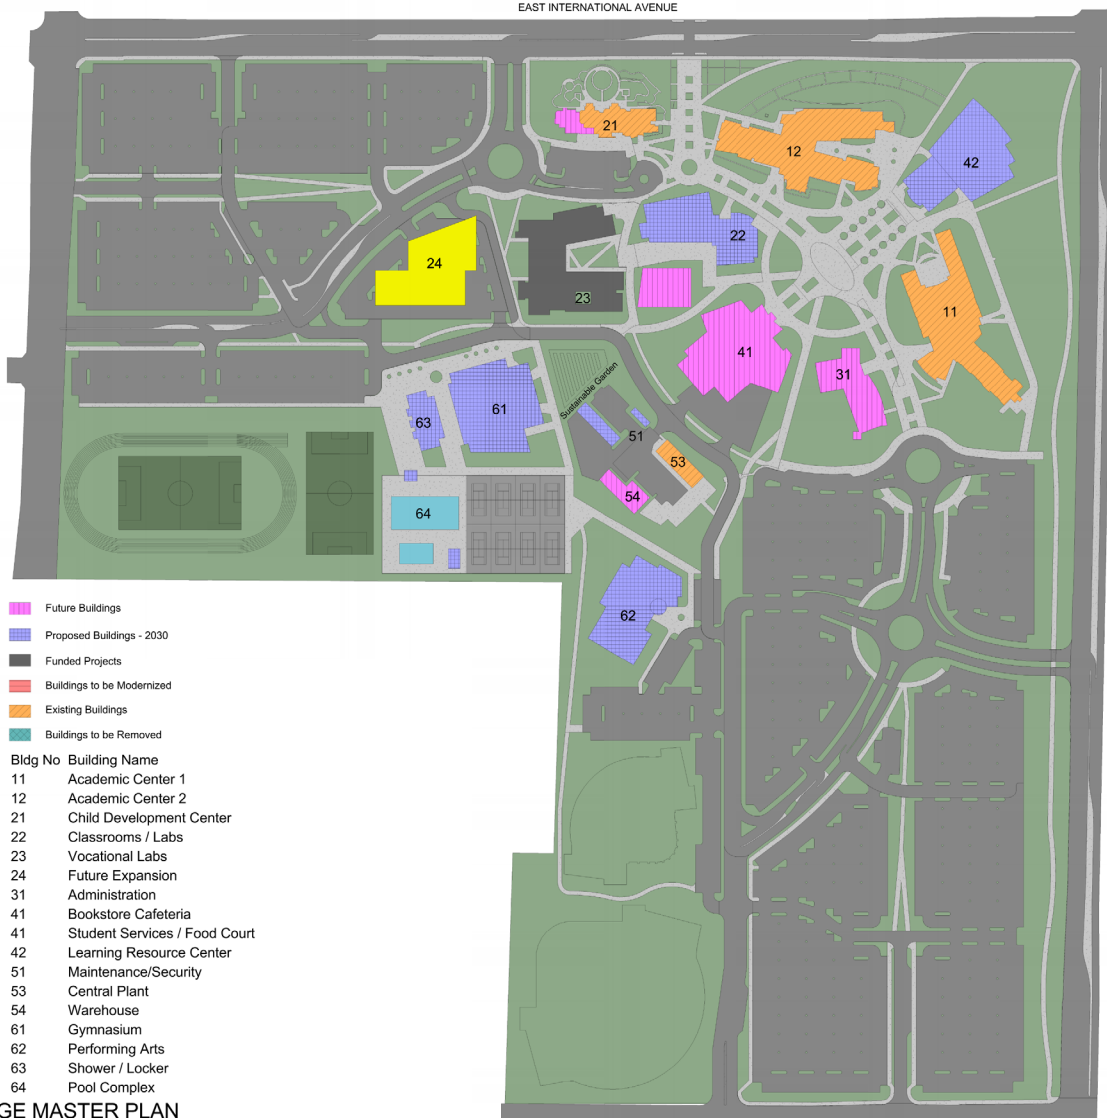 EAST INTERNATIONAL AVENUE
21
12
42
22
24
23
11
41
31
Sustainable Garden
63
61
51
53
54
64
62
Future Buildings
Proposed Buildings - 2030
Funded Projects
Buildings to be Modernized
Existing Buildings
Buildings to be Removed
Bldg No Building Name
11 Academic Center 1
12 Academic Center 2
21 Child Development Center
22 Classrooms / Labs
23 Vocational Labs
24 Future Expansion
31 Administration
41 Bookstore Cafeteria
41 Student Services / Food Court
42 Learning Resource Center
51 Maintenance/Security
53 Central Plant
54 Warehouse
61 Gymnasium
62 Performing Arts
63 Shower / Locker
64 Pool Complex
GE MASTER PLAN